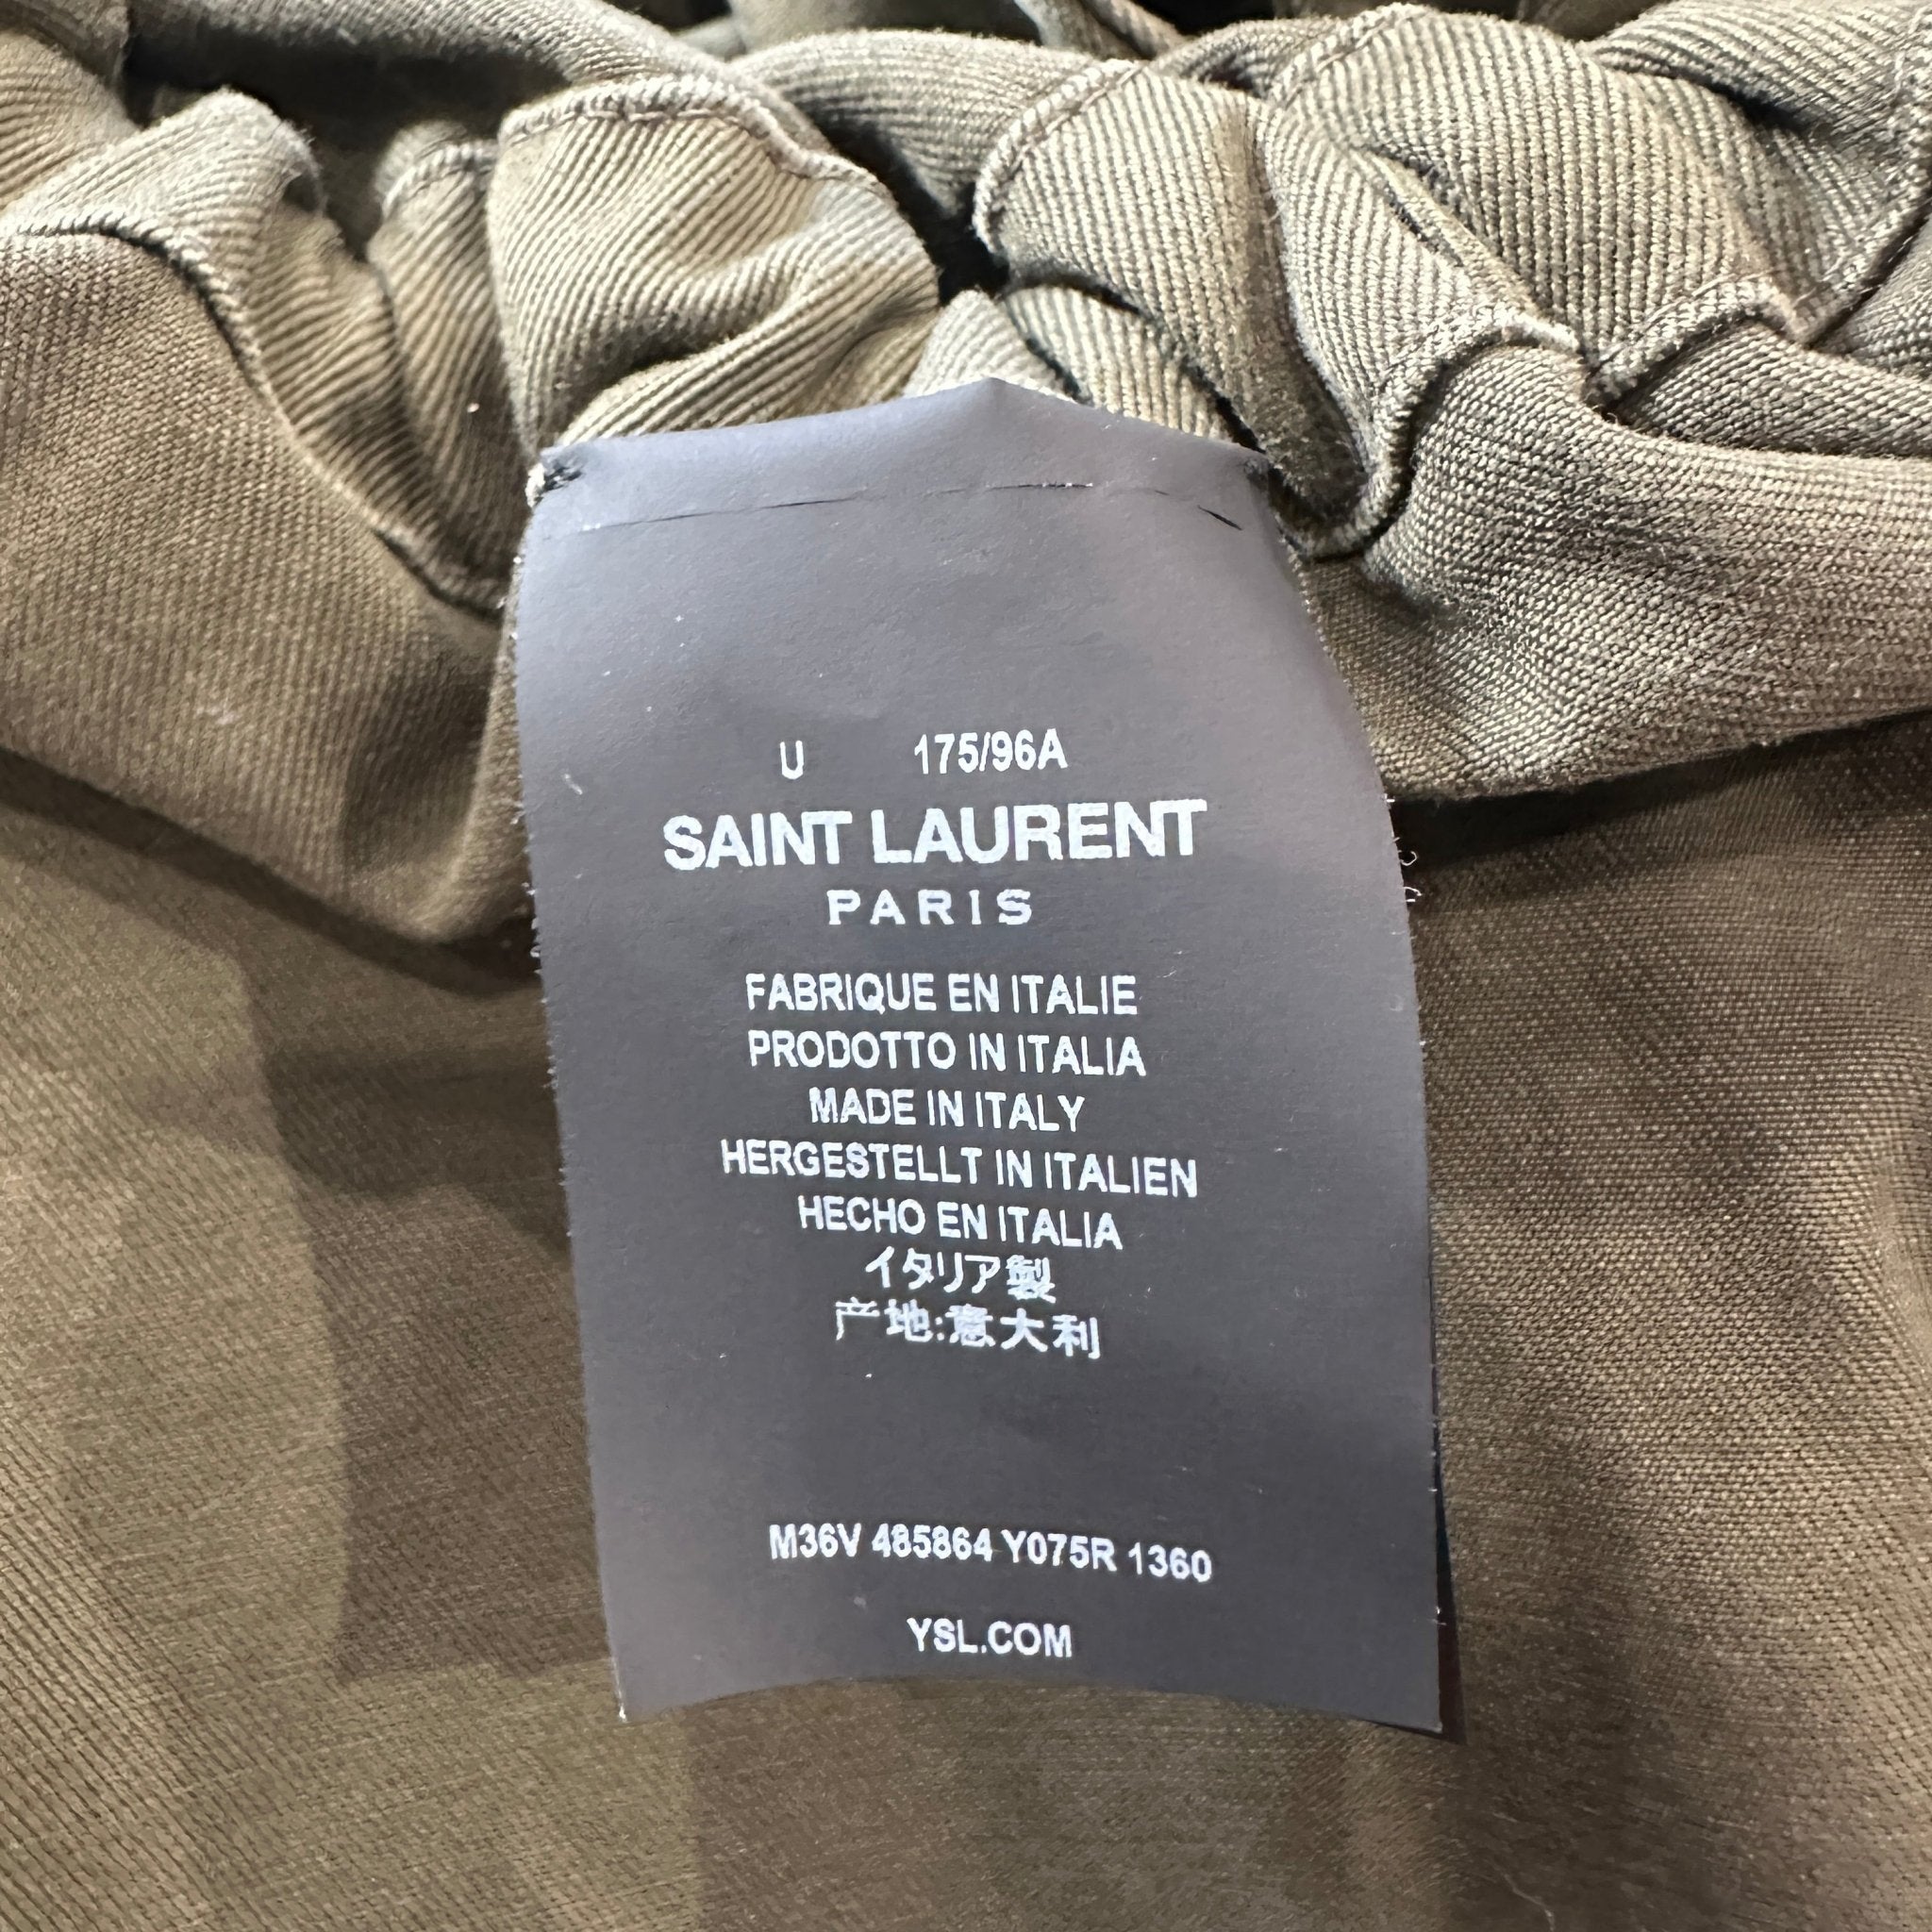 U 175/96A
SAINT LAURENT
PARIS
FABRIQUE EN ITALIE
PRODOTTO IN ITALIA
MADE IN ITALY
HERGESTELLT IN ITALIEN
HECHO EN ITALIA
イタリア製
产地:意大利
M36V 485864 Y075R 1360
YSL.COM